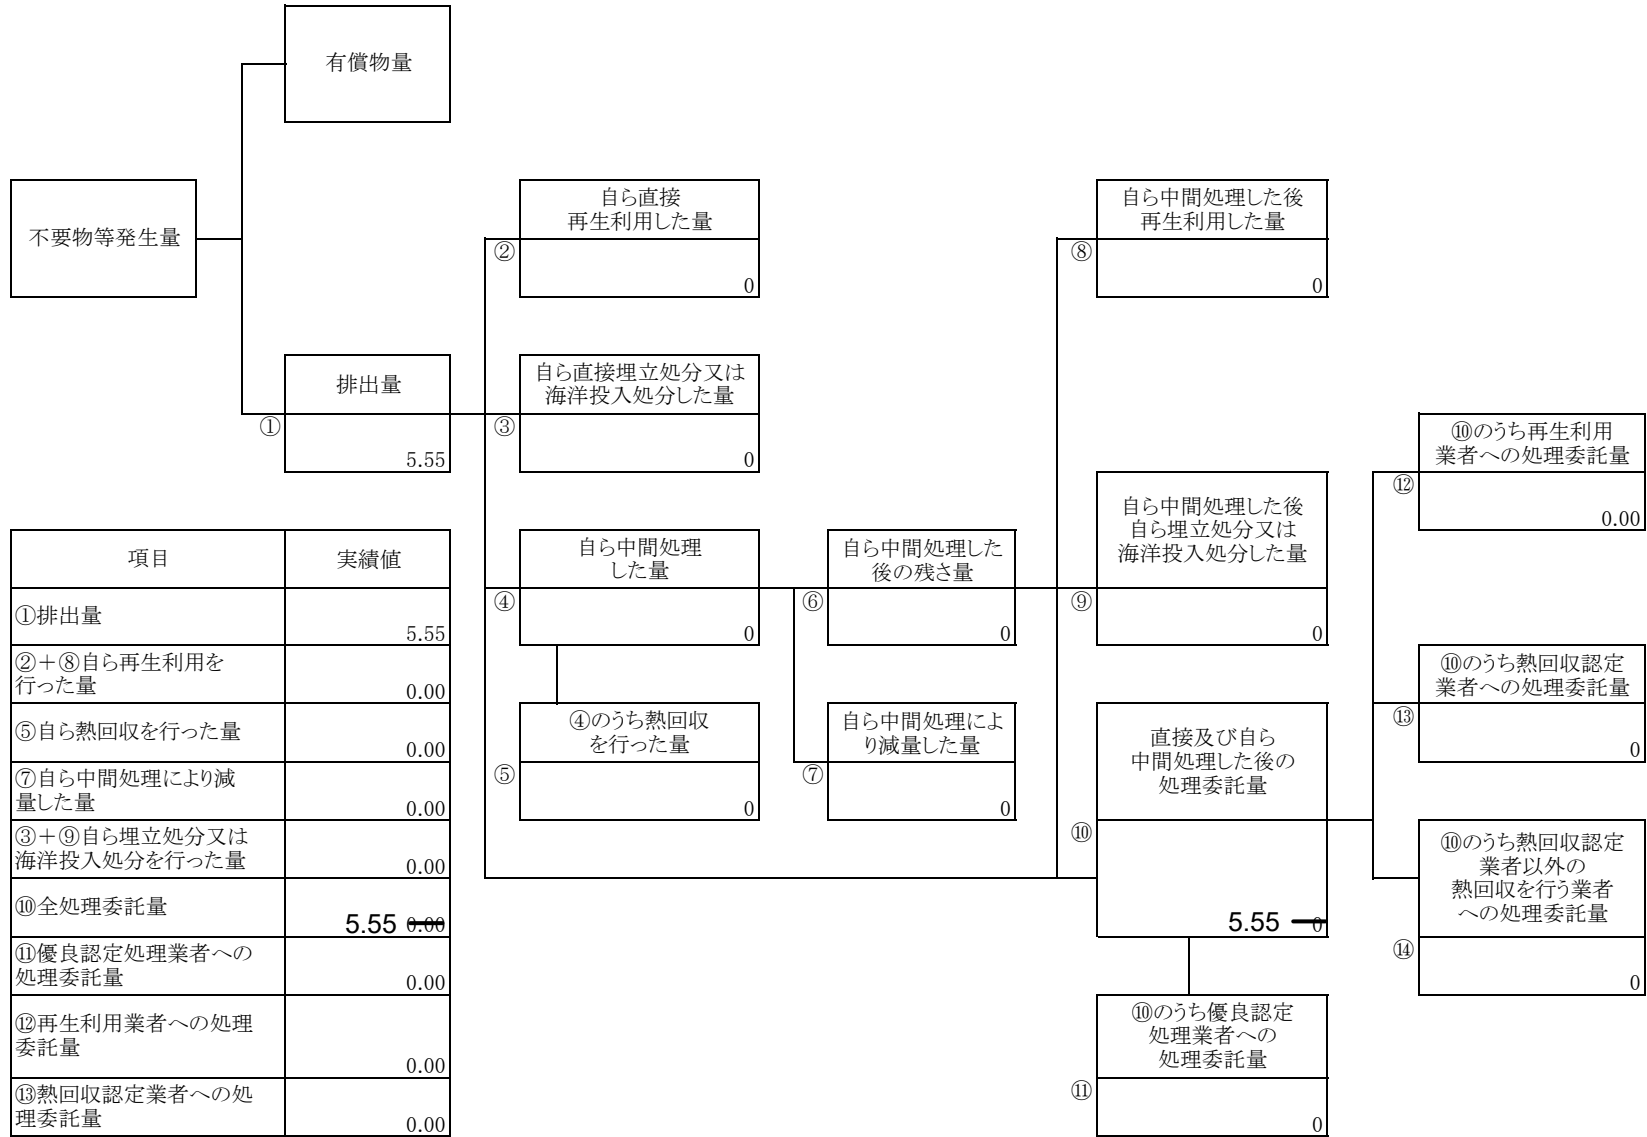 有償物量
不要物等発生量
排出量
①
5.55
自ら直接
再生利用した量
②
0
自ら直接埋立処分又は
海洋投入処分した量
③
0
自ら中間処理
した量
④
0
④のうち熱回収
を行った量
⑤
0
自ら中間処理した
後の残さ量
⑥
0
自ら中間処理によ
り減量した量
⑦
0
自ら中間処理した後
再生利用した量
⑧
0
自ら中間処理した後
自ら埋立処分又は
海洋投入処分した量
⑨
0
直接及び自ら
中間処理した後の
処理委託量
⑩
5.55 0
⑩のうち優良認定
処理業者への
処理委託量
⑪
0
⑩のうち再生利用
業者への処理委託量
⑫
0.00
⑩のうち熱回収認定
業者への処理委託量
⑬
0
⑩のうち熱回収認定
業者以外の
熱回収を行う業者
への処理委託量
⑭
0
項目 実績値
①排出量
5.55
②+⑧自ら再生利用を
行った量
0.00
⑤自ら熱回収を行った量
0.00
⑦自ら中間処理により減
量した量
0.00
③+⑨自ら埋立処分又は
海洋投入処分を行った量
0.00
⑩全処理委託量
5.55 0.00
⑪優良認定処理業者への
処理委託量
0.00
⑫再生利用業者への処理
委託量
0.00
⑬熱回収認定業者への処
理委託量
0.00